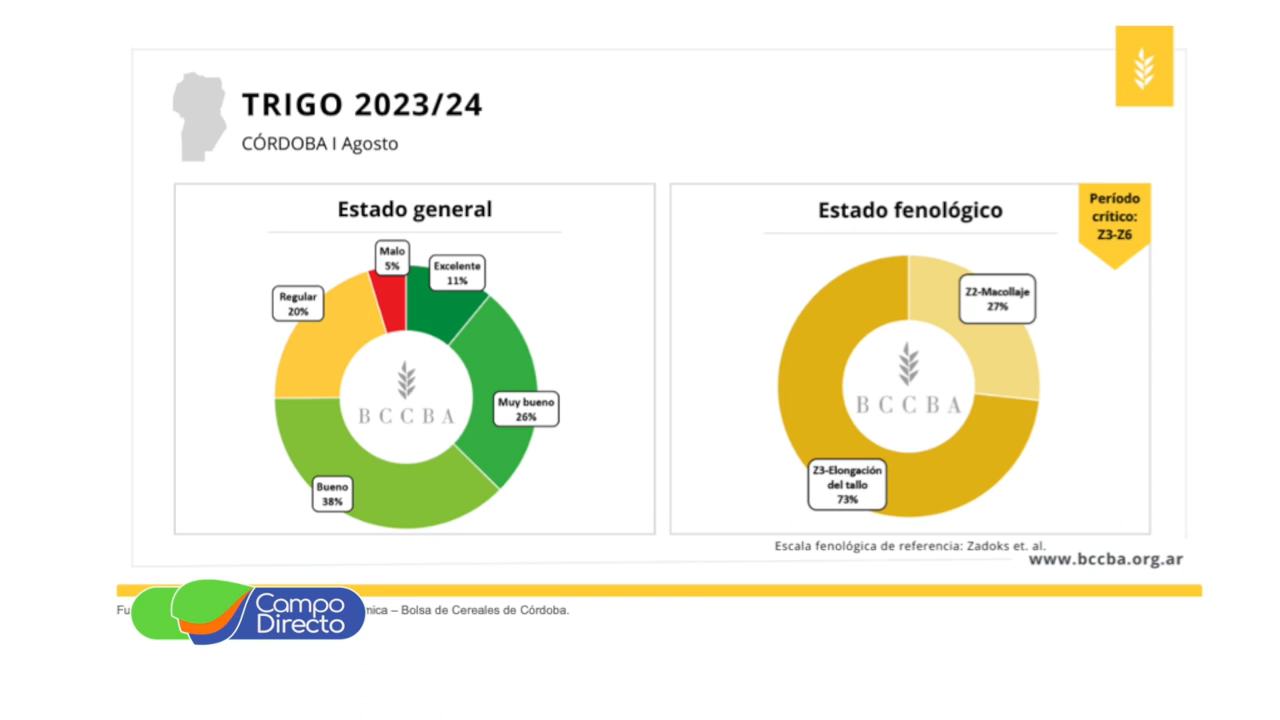 TRIGO 2023/24
CÓRDOBA I Agosto
Estado general
Malo
5%
Excelente
11%
Regular
20%
Muy bueno
26%
Bueno
38%
BCCBA
Estado fenológico
Período
crítico:
Z3-Z6
Z2-Macollaje
27%
BCCBA
Z3-Elongación
del tallo
73%
Escala fenológica de referencia: Zadoks et. al.
www.bccba.org.ar
– Bolsa de Cereales de Córdoba.
Campo
Directo